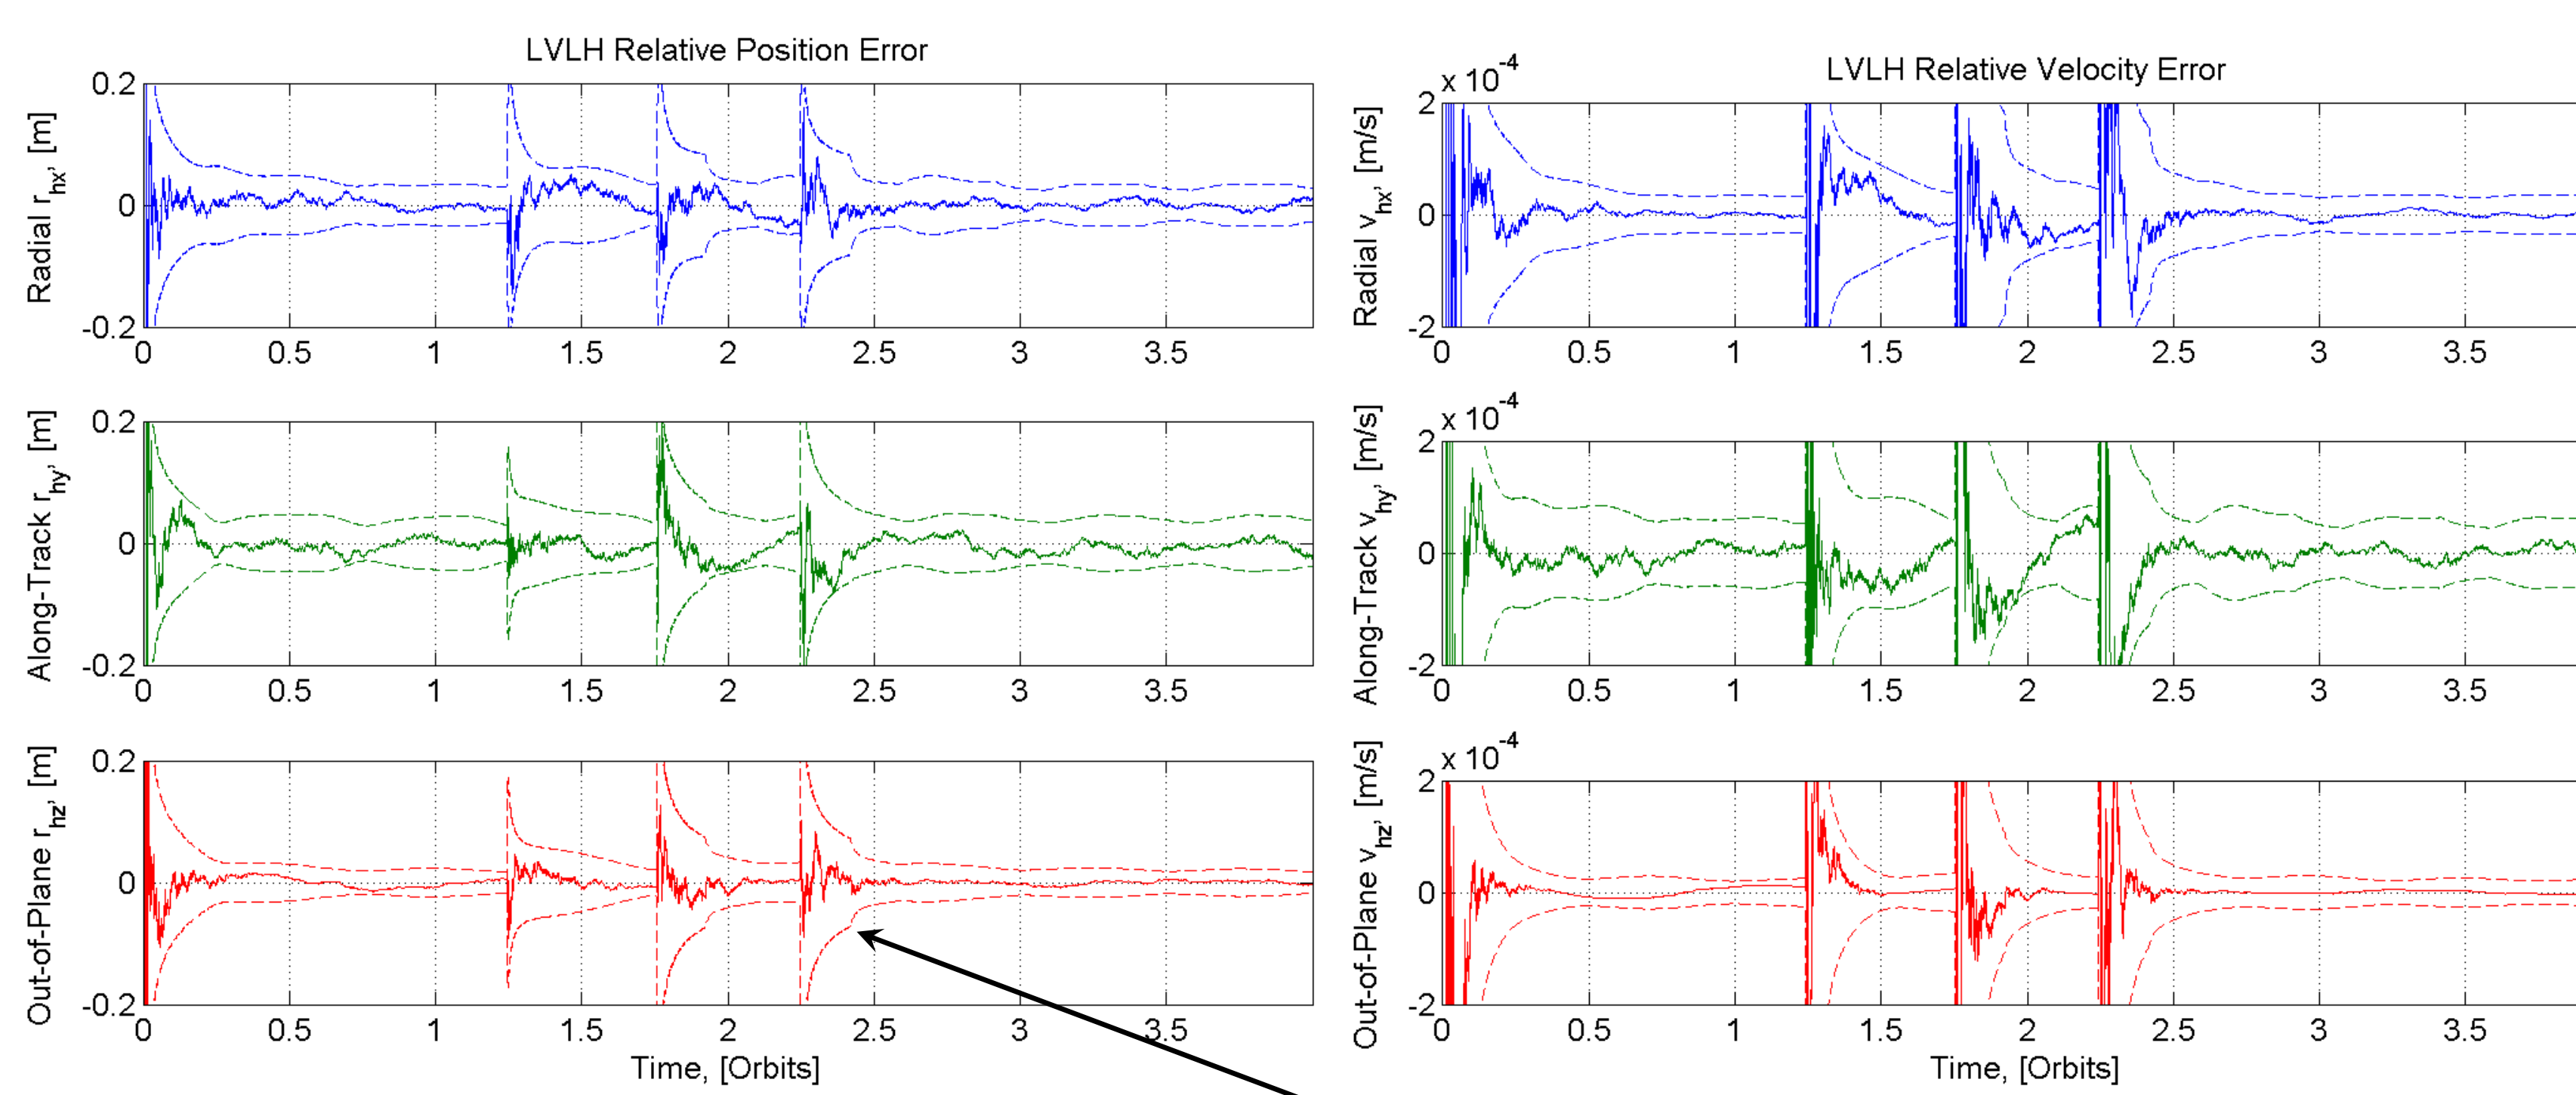 LVLH Relative Position Error
Radial r_hx, [m]
0.2
0
-0.2
0 0.5 1 1.5 2 2.5 3 3.5
Along-Track r_hy, [m]
0.2
0
-0.2
0 0.5 1 1.5 2 2.5 3 3.5
Out-of-Plane r_hz, [m]
0.2
0
-0.2
0 0.5 1 1.5 2 2.5 3 3.5
Time, [Orbits]
LVLH Relative Velocity Error
x 10^-4
Radial v_hx, [m/s]
2
0
-2
0 0.5 1 1.5 2 2.5 3 3.5
x 10^-4
Along-Track v_hy, [m/s]
2
0
-2
0 0.5 1 1.5 2 2.5 3 3.5
x 10^-4
Out-of-Plane v_hz, [m/s]
2
0
-2
0 0.5 1 1.5 2 2.5 3 3.5
Time, [Orbits]